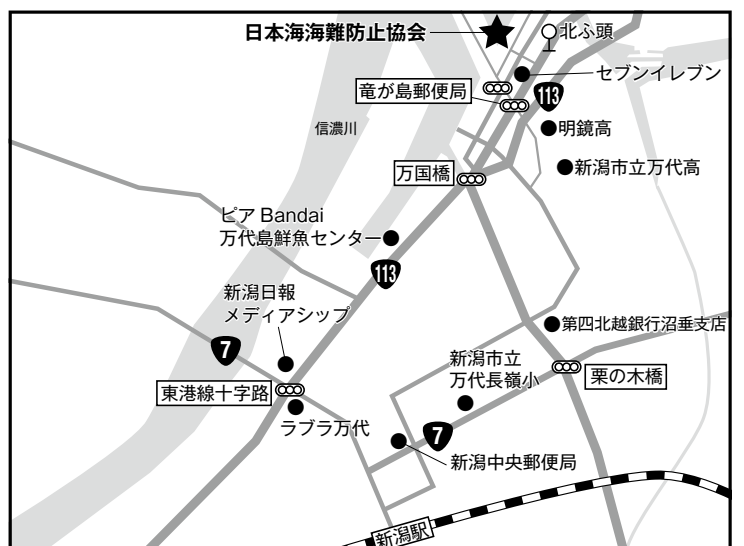 日本海海難防止協会
北ふ頭
セブンイレブン
竜が島郵便局
113
明鏡高
信濃川
新潟市立万代高
万国橋
ピア Bandai
万代島鮮魚センター
113
新潟日報
メディアシップ
第四北越銀行沼垂支店
7
新潟市立
万代長嶺小
栗の木橋
東港線十字路
ラブラ万代
7
新潟中央郵便局
新潟駅